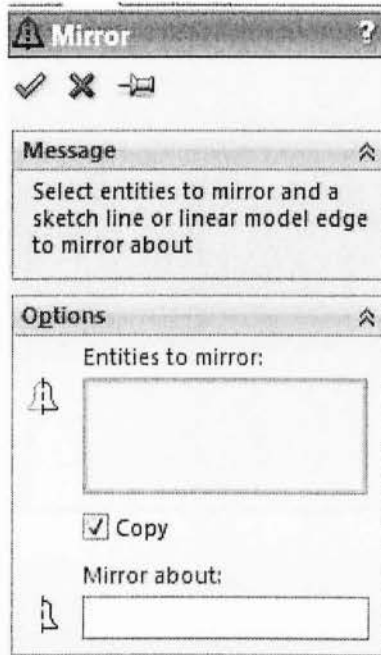 Mirror ?
Message
Select entities to mirror and a
sketch line or linear model edge
to mirror about
Options
Entities to mirror:
Copy
Mirror about: